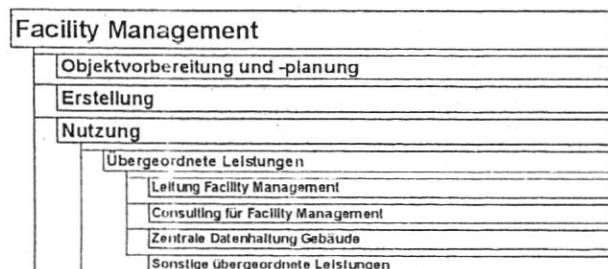 Facility Management
Objektvorbereitung und -planung
Erstellung
Nutzung
Übergeordnete Leistungen
Leitung Facility Management
Consulting für Facility Management
Zentrale Datenhaltung Gebäude
Sonstige übergeordnete Leistungen